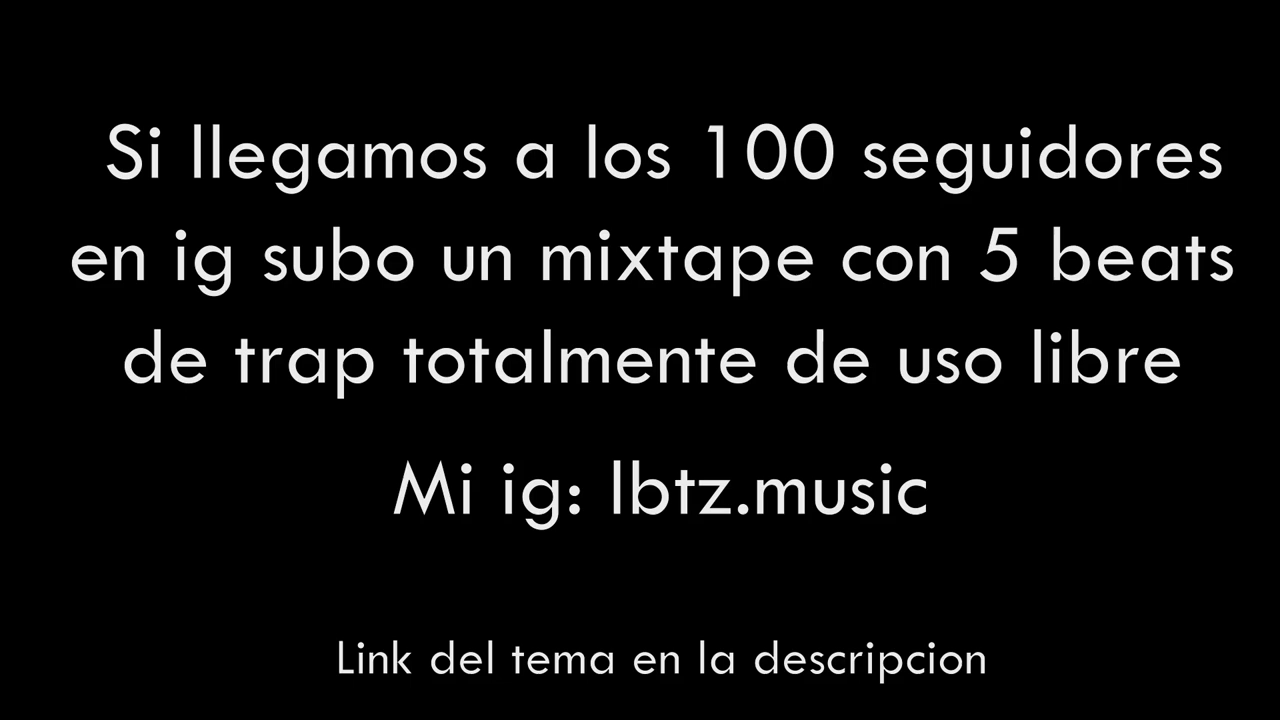 Si llegamos a los 100 seguidores
en ig subo un mixtape con 5 beats
de trap totalmente de uso libre
Mi ig: lbtz.music
Link del tema en la descripcion